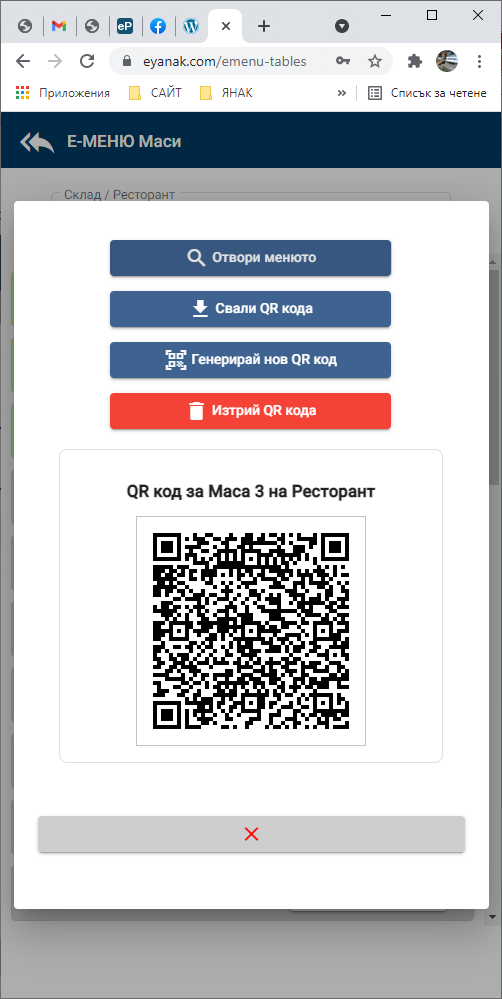 eP
eyanak.com/emenu-tables
Приложения
САЙТ
ЯНАК
»
Списък за четене
Е-МЕНЮ Маси
Склад / Ресторант
Отвори менюто
Свали QR кода
Генерирай нов QR код
Изтрий QR кода
QR код за Маса 3 на Ресторант